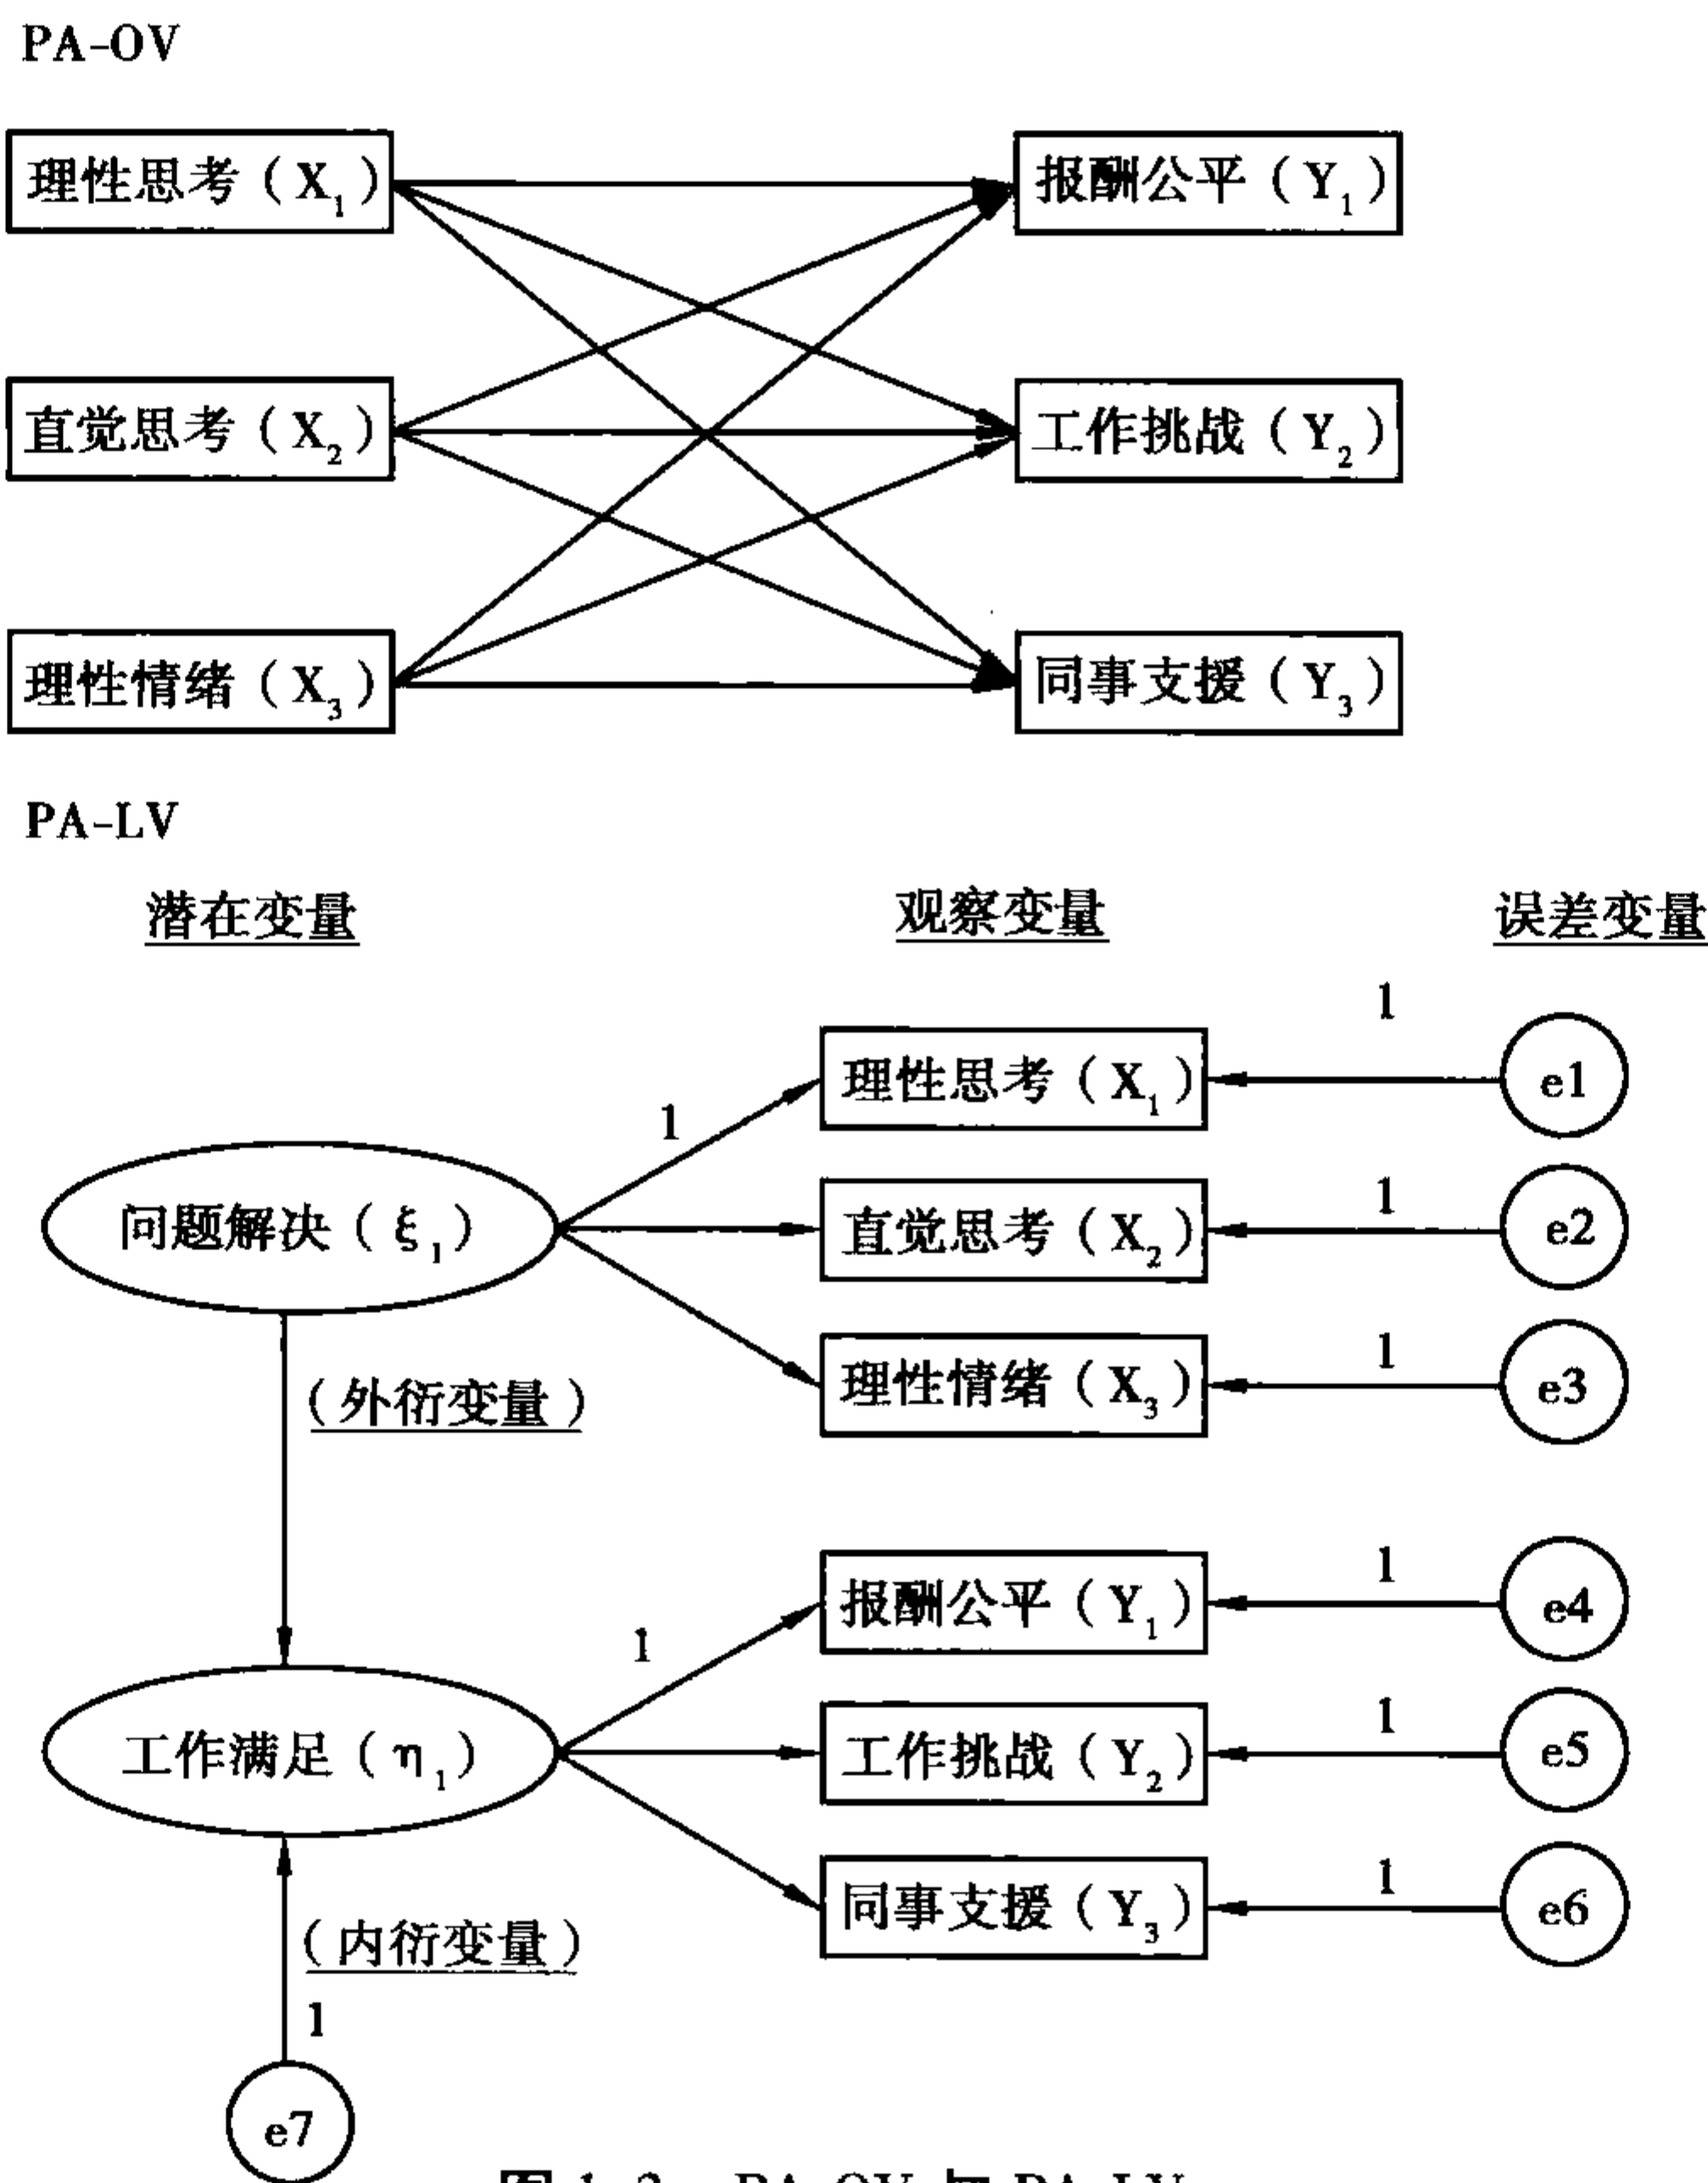 PA-OV
理性思考（X₁）
报酬公平（Y₁）
直觉思考（X₂）
工作挑战（Y₂）
理性情绪（X₃）
同事支援（Y₃）
PA-LV
潜在变量 观察变量 误差变量
1
理性思考（X₁） e1
1
问题解决（ξ₁）
直觉思考（X₂） 1 e2
理性情绪（X₃） 1 e3
（外衍变量）
报酬公平（Y₁） 1 e4
1
工作满足（η₁）
工作挑战（Y₂） 1 e5
同事支援（Y₃） 1 e6
（内衍变量）
1
e7